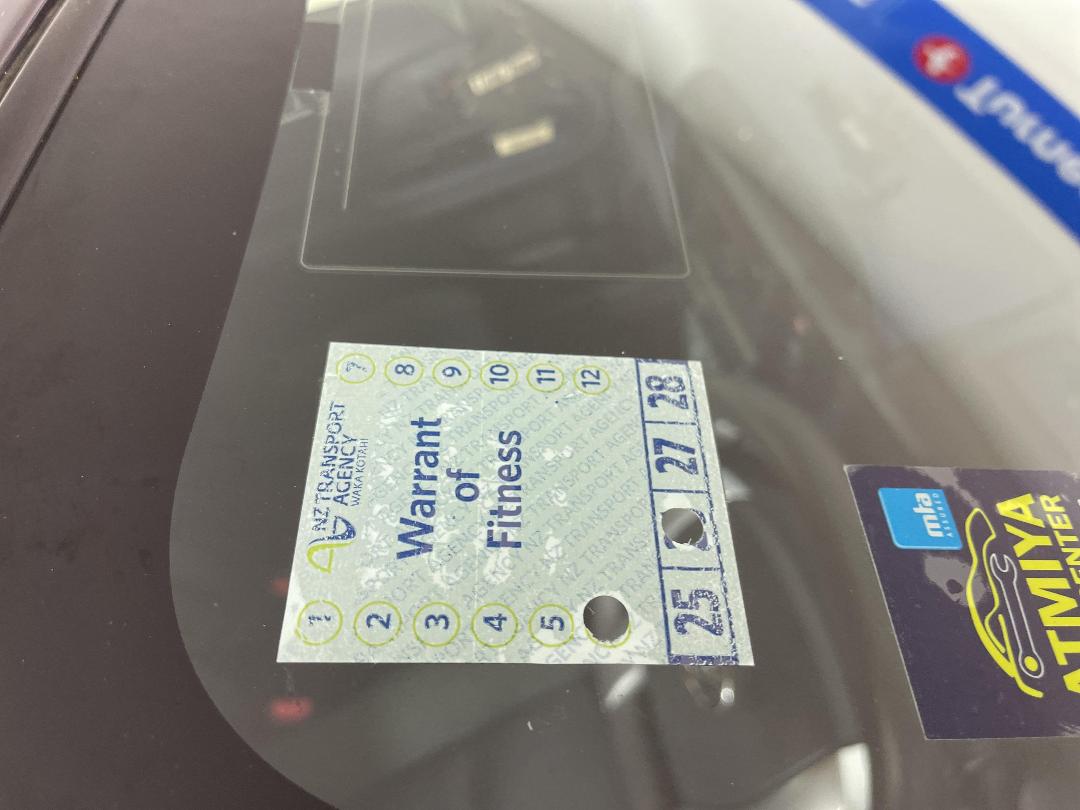 NZ TRANSPORT
AGENCY
WAKA KOTAHI
Warrant
of
Fitness
1
2
3
4
5
7
8
9
10
11
12
25
27
28
mta
ASSURED
ATMIYA